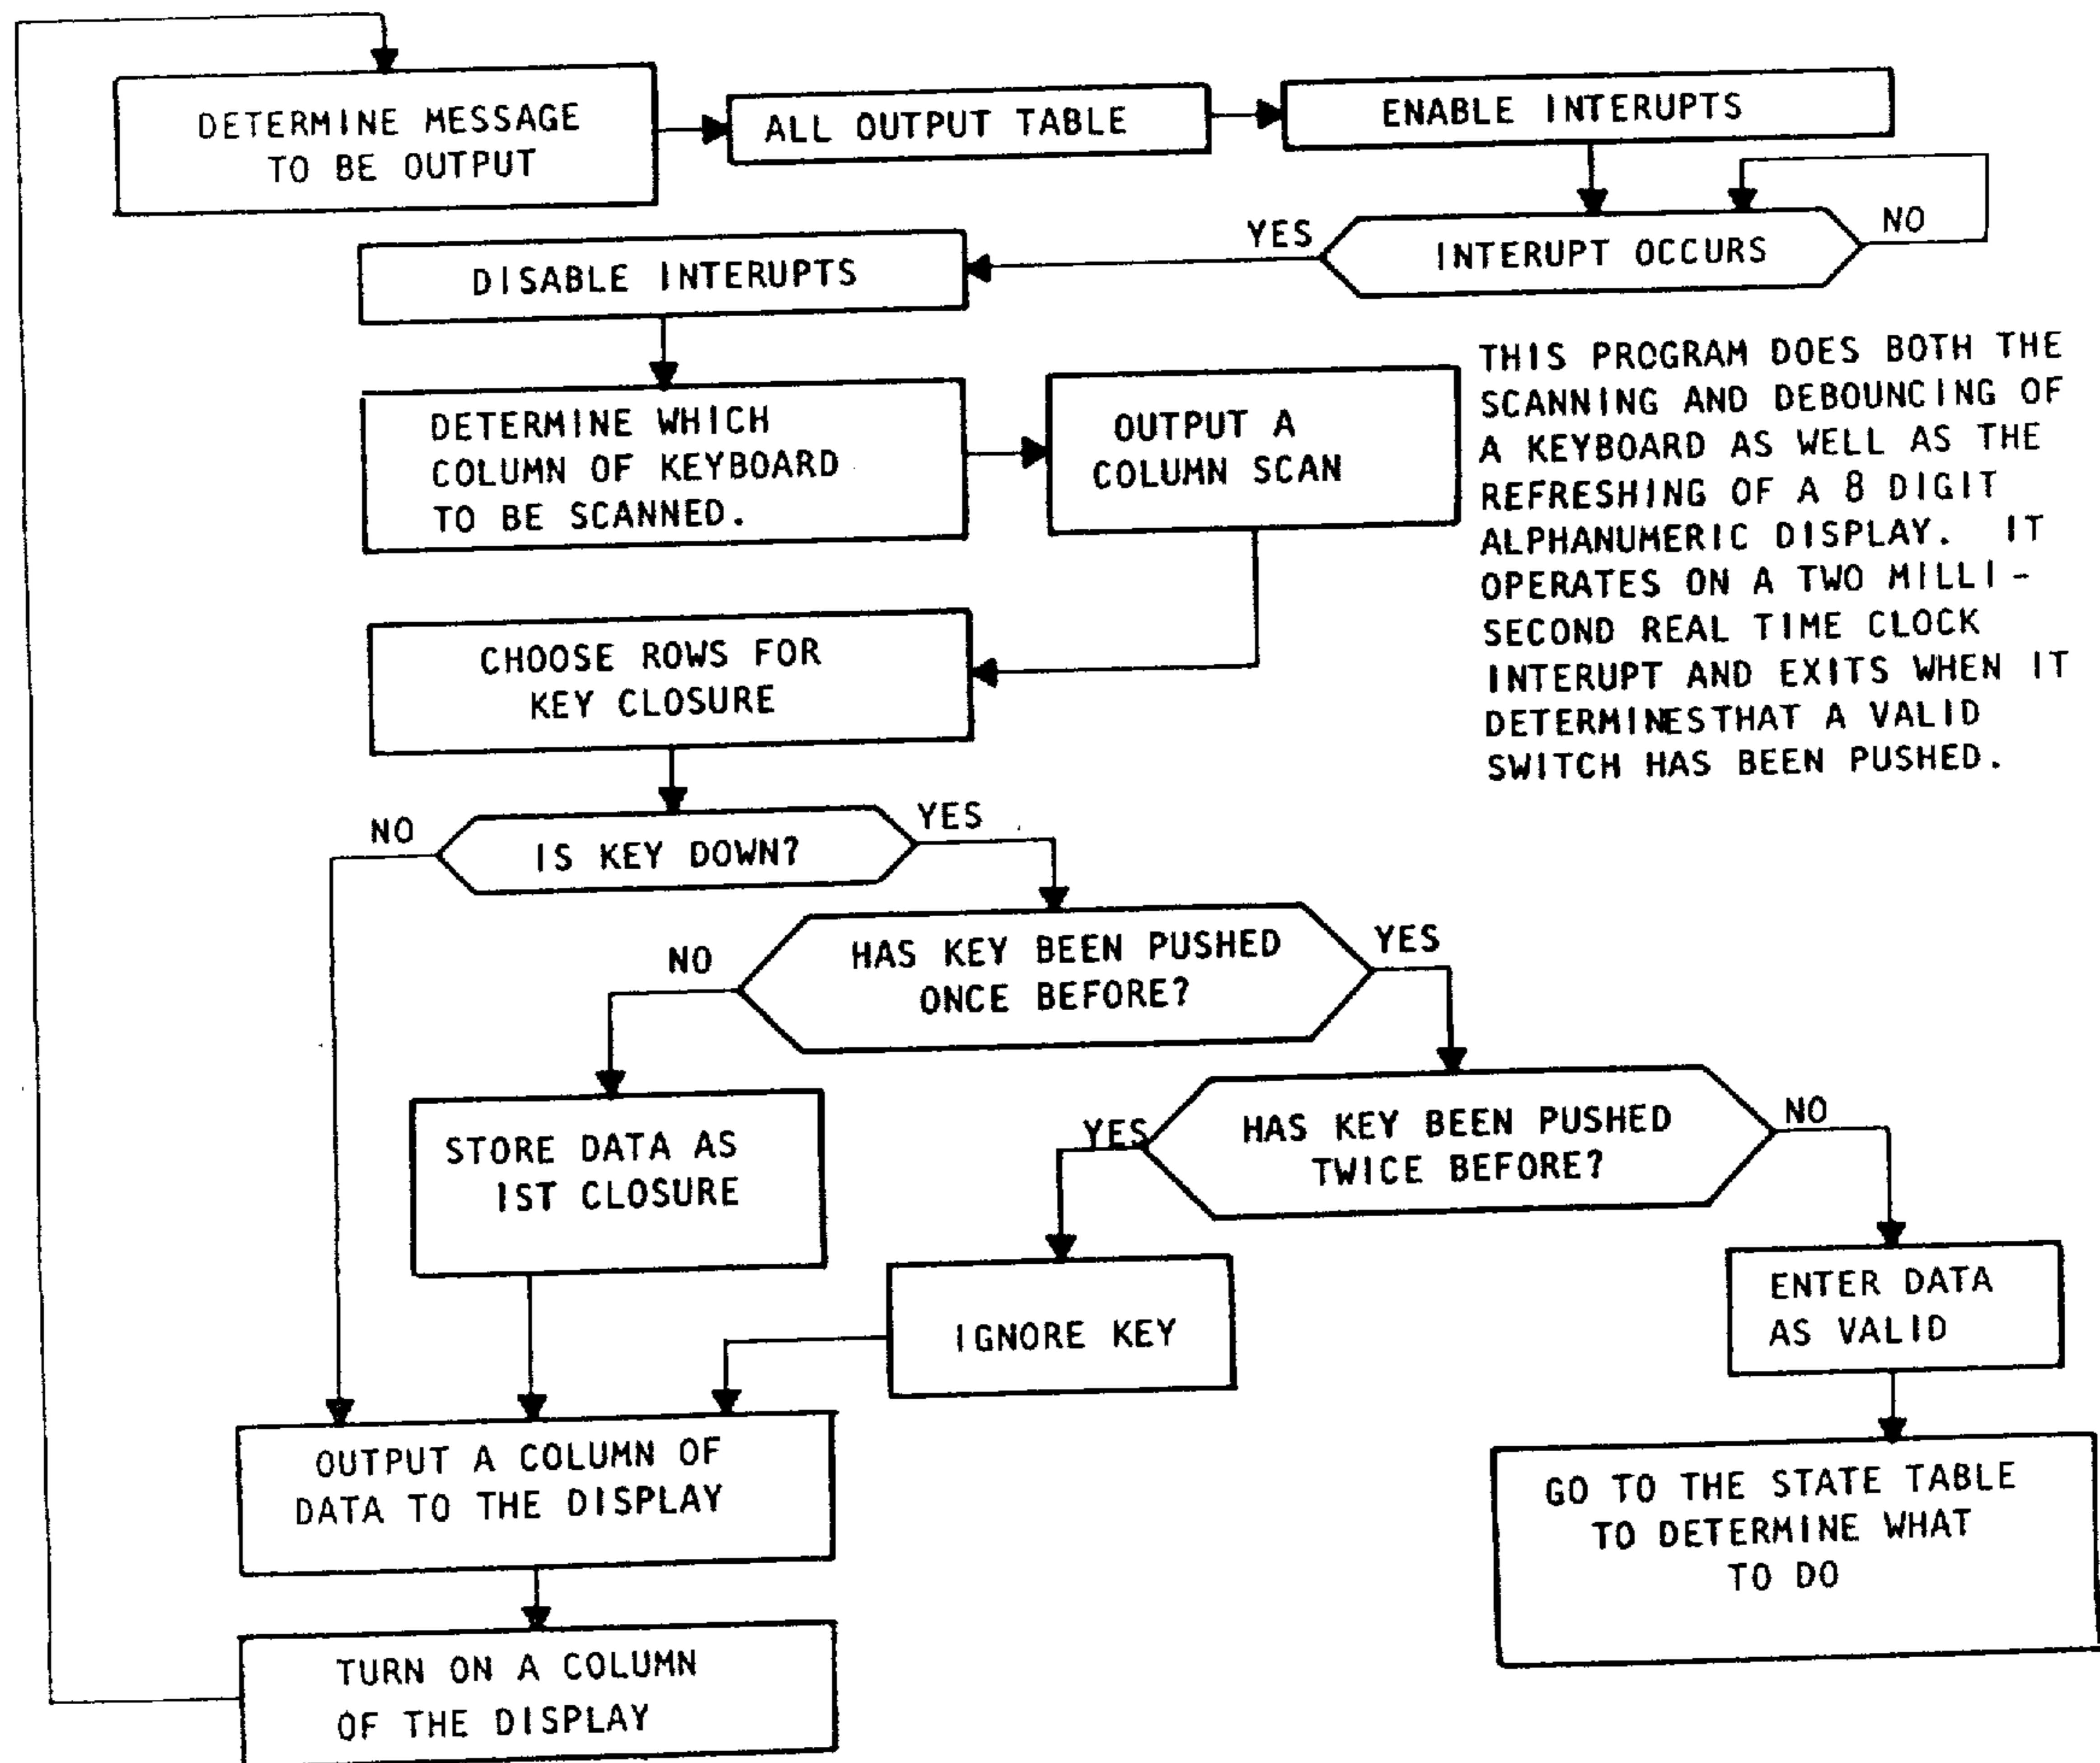 DETERMINE MESSAGE
TO BE OUTPUT
ALL OUTPUT TABLE
ENABLE INTERUPTS
INTERUPT OCCURS
NO
YES
DISABLE INTERUPTS
DETERMINE WHICH
COLUMN OF KEYBOARD
TO BE SCANNED.
OUTPUT A
COLUMN SCAN
THIS PROGRAM DOES BOTH THE
SCANNING AND DEBOUNCING OF
A KEYBOARD AS WELL AS THE
REFRESHING OF A 8 DIGIT
ALPHANUMERIC DISPLAY. IT
OPERATES ON A TWO MILLI-
SECOND REAL TIME CLOCK
INTERUPT AND EXITS WHEN IT
DETERMINES THAT A VALID
SWITCH HAS BEEN PUSHED.
CHOOSE ROWS FOR
KEY CLOSURE
NO
IS KEY DOWN?
YES
NO
HAS KEY BEEN PUSHED
ONCE BEFORE?
YES
STORE DATA AS
1ST CLOSURE
YES
HAS KEY BEEN PUSHED
TWICE BEFORE?
NO
IGNORE KEY
ENTER DATA
AS VALID
OUTPUT A COLUMN OF
DATA TO THE DISPLAY
GO TO THE STATE TABLE
TO DETERMINE WHAT
TO DO
TURN ON A COLUMN
OF THE DISPLAY